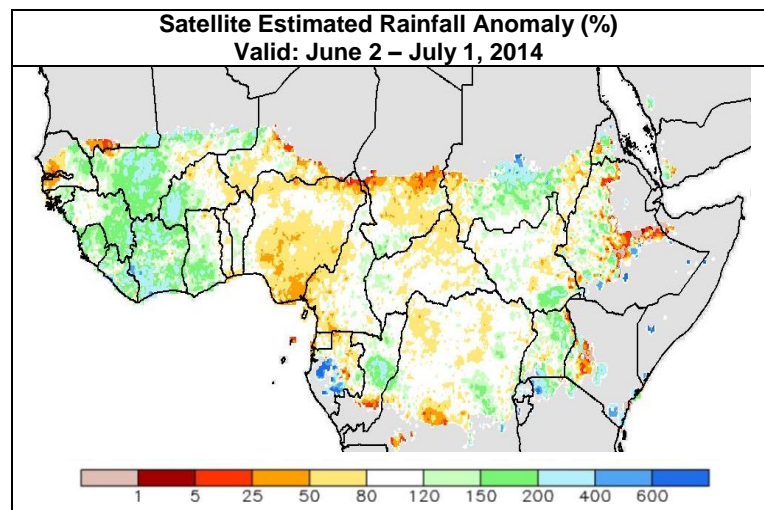 Satellite Estimated Rainfall Anomaly (%)
Valid: June 2 – July 1, 2014
1 5 25 50 80 120 150 200 400 600